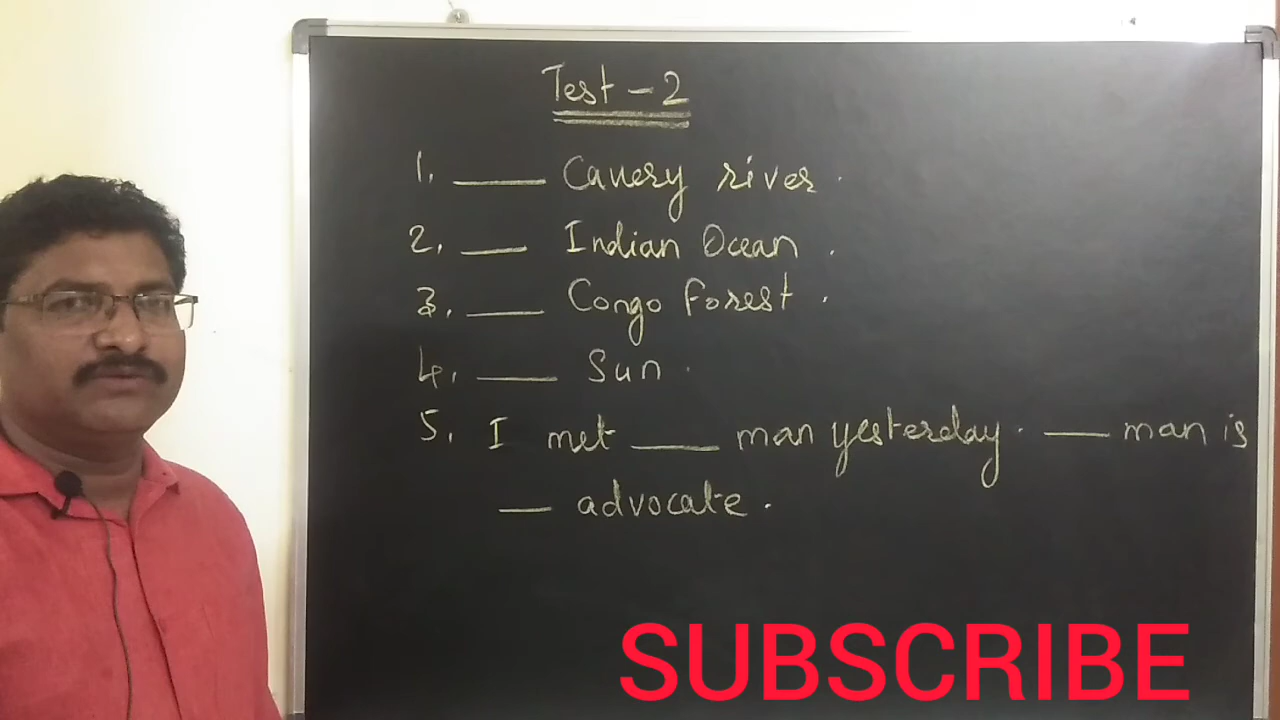 Test - 2
1. ____ Cauvery river.
2. ____ Indian Ocean.
3. ____ Congo forest.
4. ____ Sun.
5. I met ____ man yesterday. ____ man is
____ advocate.
SUBSCRIBE